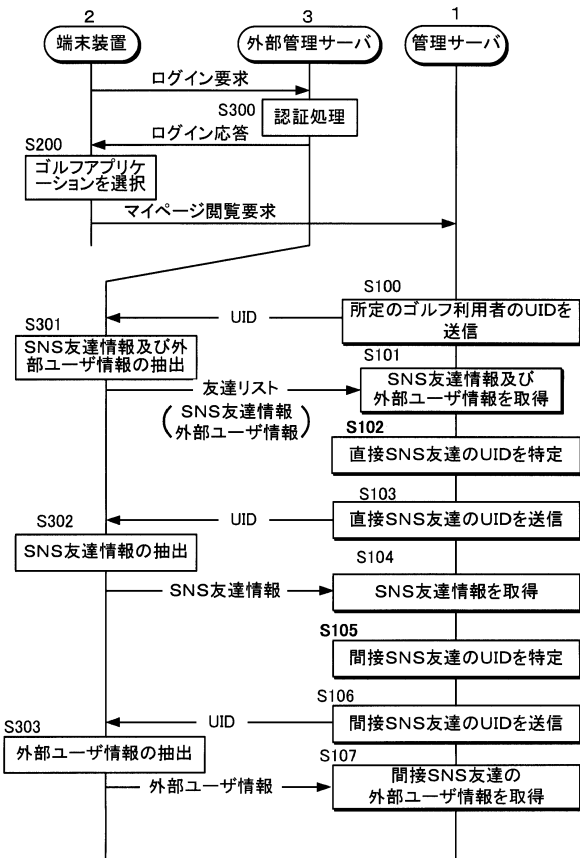 2
3
1
端末装置
外部管理サーバ
管理サーバ
ログイン要求
S300
認証処理
ログイン応答
S200
ゴルフアプリケ
ーションを選択
マイページ閲覧要求
S100
所定のゴルフ利用者のUIDを
送信
UID
S301
SNS友達情報及び外
部ユーザ情報の抽出
S101
SNS友達情報及び
外部ユーザ情報を取得
友達リスト
(SNS友達情報
外部ユーザ情報)
S102
直接SNS友達のUIDを特定
S103
直接SNS友達のUIDを送信
UID
S302
SNS友達情報の抽出
S104
SNS友達情報を取得
SNS友達情報
S105
間接SNS友達のUIDを特定
S106
間接SNS友達のUIDを送信
UID
S303
外部ユーザ情報の抽出
S107
間接SNS友達の
外部ユーザ情報を取得
外部ユーザ情報